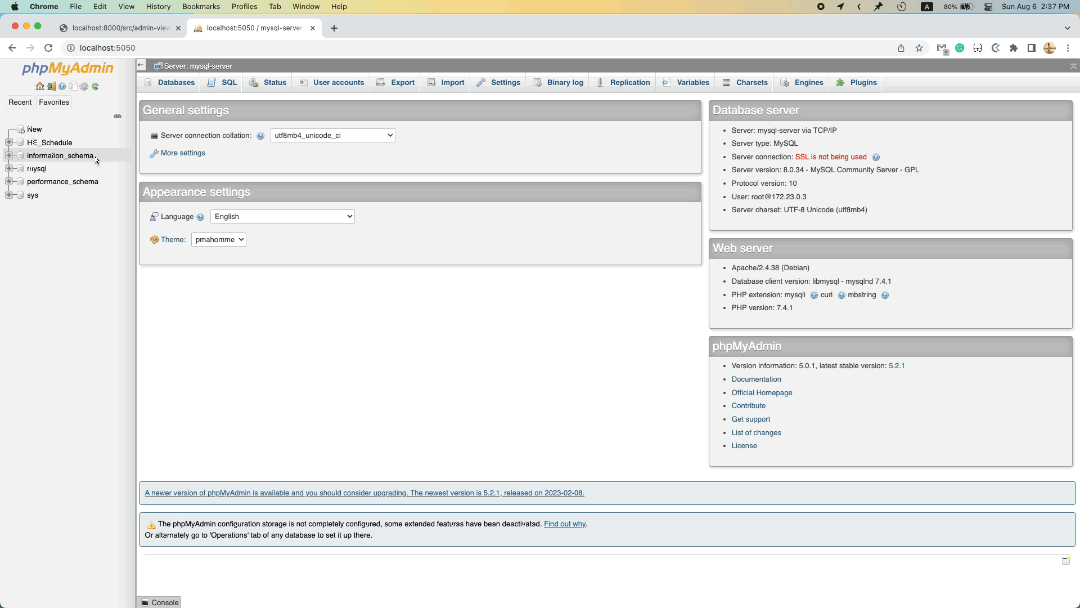 Chrome File Edit View History Bookmarks Profiles Tab Window Help
A 80% Sun Aug 6 2:37 PM
localhost:8000/src/admin-view
localhost:5050 / mysql-server
localhost:5050
phpMyAdmin
Recent Favorites
New
information_schema
mysql
performance_schema
sys
Server: mysql-server
Databases SQL Status User accounts Export Import Settings Binary log Replication Variables Charsets Engines Plugins
General settings
Server connection collation: utf8mb4_unicode_ci
More settings
Appearance settings
Language English
Theme: pmahomme
Database server
Server: mysql-server via TCP/IP
Server type: MySQL
Server connection: SSL is not being used
Server version: 8.0.34 - MySQL Community Server - GPL
Protocol version: 10
User: root@172.23.0.3
Server charset: UTF-8 Unicode (utf8mb4)
Web server
Apache/2.4.38 (Debian)
Database client version: libmysql - mysqlnd 7.4.1
PHP extension: mysqli curl mbstring
PHP version: 7.4.1
phpMyAdmin
Version information: 5.0.1, latest stable version: 5.2.1
Documentation
Official Homepage
Contribute
Get support
List of changes
License
A newer version of phpMyAdmin is available and you should consider upgrading. The newest version is 5.2.1, released on 2023-02-08.
The phpMyAdmin configuration storage is not completely configured, some extended features have been deactivated. Find out why.
Or alternately go to 'Operations' tab of any database to set it up there.
Console